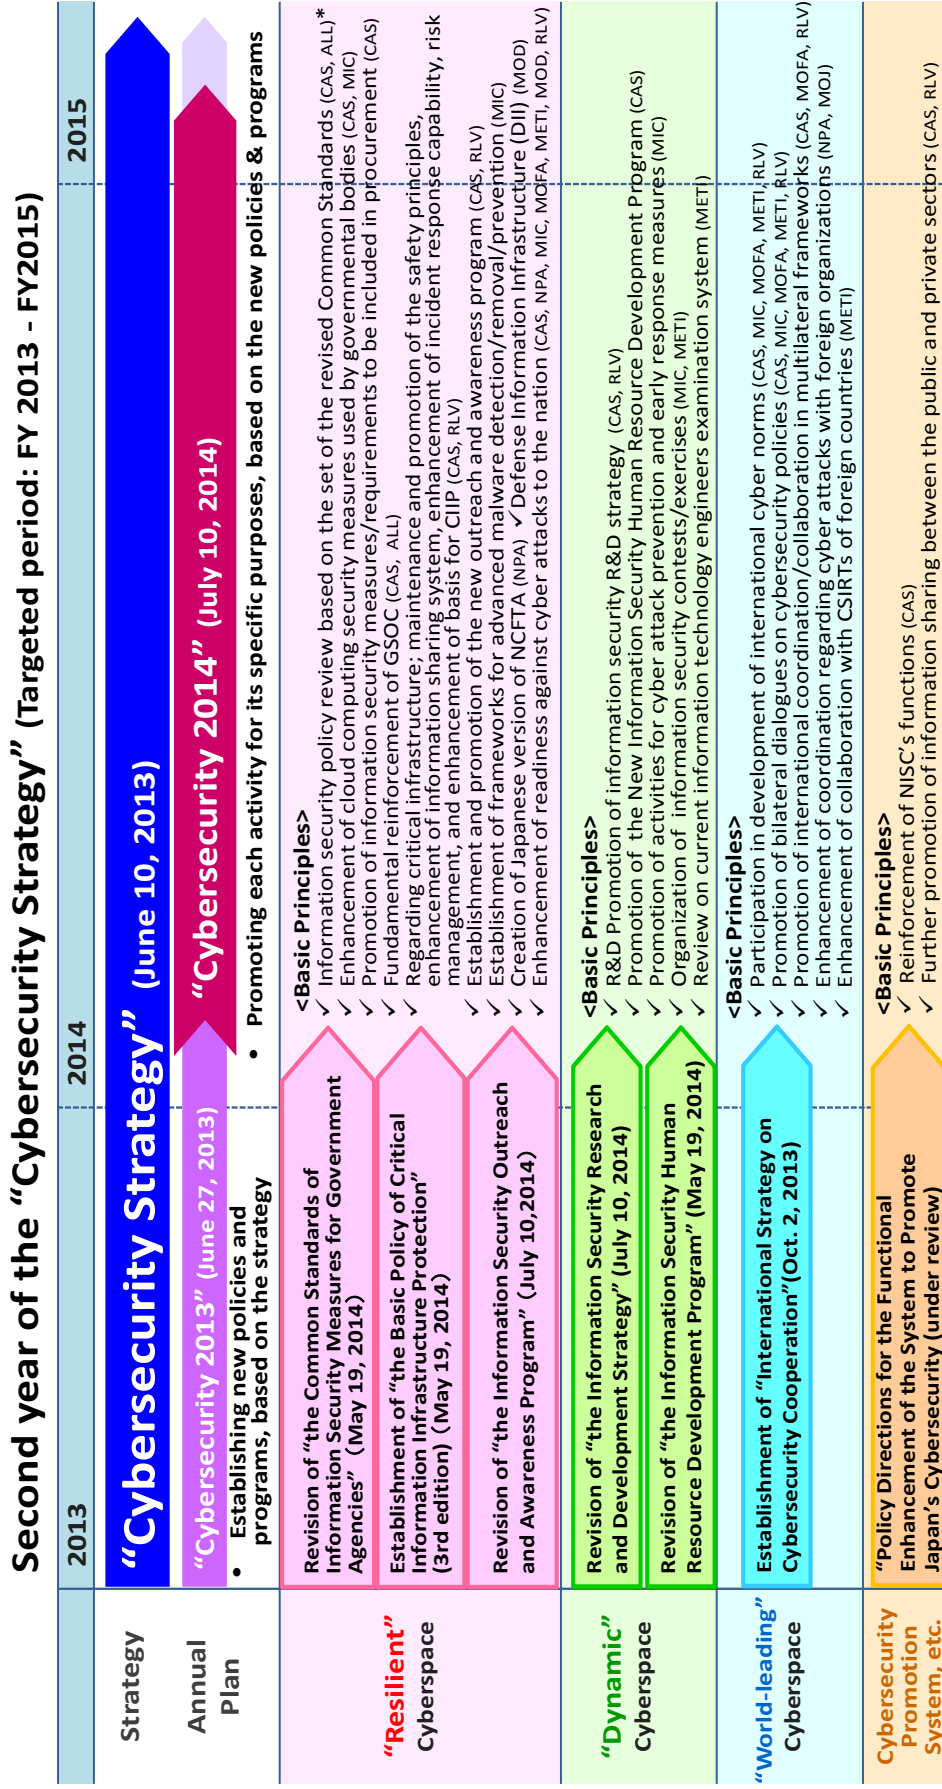 Second year of the “Cybersecurity Strategy” (Targeted period: FY 2013 - FY2015)
2013
2014
2015
Strategy
“Cybersecurity Strategy” (June 10, 2013)
Annual
Plan
“Cybersecurity 2013” (June 27, 2013)
“Cybersecurity 2014” (July 10, 2014)
• Establishing new policies and
programs, based on the strategy
• Promoting each activity for its specific purposes, based on the new policies & programs
“Resilient”
Cyberspace
Revision of “the Common Standards of
Information Security Measures for Government
Agencies” (May 19, 2014)
Establishment of “the Basic Policy of Critical
Information Infrastructure Protection”
(3rd edition) (May 19, 2014)
Revision of “the Information Security Outreach
and Awareness Program” (July 10,2014)
<Basic Principles>
✓ Information security policy review based on the set of the revised Common Standards (CAS, ALL)*
✓ Enhancement of cloud computing security measures used by governmental bodies (CAS, MIC)
✓ Promotion of information security measures/requirements to be included in procurement (CAS)
✓ Fundamental reinforcement of GSOC (CAS, ALL)
✓ Regarding critical infrastructure; maintenance and promotion of the safety principles,
enhancement of information sharing system, enhancement of incident response capability, risk
management, and enhancement of basis for CIIP (CAS, RLV)
✓ Establishment and promotion of the new outreach and awareness program (CAS, RLV)
✓ Establishment of frameworks for advanced malware detection/removal/prevention (MIC)
✓ Creation of Japanese version of NCFTA (NPA) ✓Defense Information Infrastructure (DII) (MOD)
✓ Enhancement of readiness against cyber attacks to the nation (CAS, NPA, MIC, MOFA, METI, MOD, RLV)
“Dynamic”
Cyberspace
Revision of “the Information Security Research
and Development Strategy” (July 10, 2014)
Revision of “the Information Security Human
Resource Development Program” (May 19, 2014)
<Basic Principles>
✓ R&D Promotion of information security R&D strategy (CAS, RLV)
✓ Promotion of the New Information Security Human Resource Development Program (CAS)
✓ Promotion of activities for cyber attack prevention and early response measures (MIC)
✓ Organization of information security contests/exercises (MIC, METI)
✓ Review on current information technology engineers examination system (METI)
“World-leading”
Cyberspace
Establishment of “International Strategy on
Cybersecurity Cooperation”(Oct. 2, 2013)
<Basic Principles>
✓ Participation in development of international cyber norms (CAS, MIC, MOFA, METI, RLV)
✓ Promotion of bilateral dialogues on cybersecurity policies (CAS, MIC, MOFA, METI, RLV)
✓ Promotion of international coordination/collaboration in multilateral frameworks (CAS, MOFA, RLV)
✓ Enhancement of coordination regarding cyber attacks with foreign organizations (NPA, MOJ)
✓ Enhancement of collaboration with CSIRTs of foreign countries (METI)
Cybersecurity
Promotion
System, etc.
“Policy Directions for the Functional
Enhancement of the System to Promote
Japan’s Cybersecurity (under review)
<Basic Principles>
✓ Reinforcement of NISC’s functions (CAS)
✓ Further promotion of information sharing between the public and private sectors (CAS, RLV)